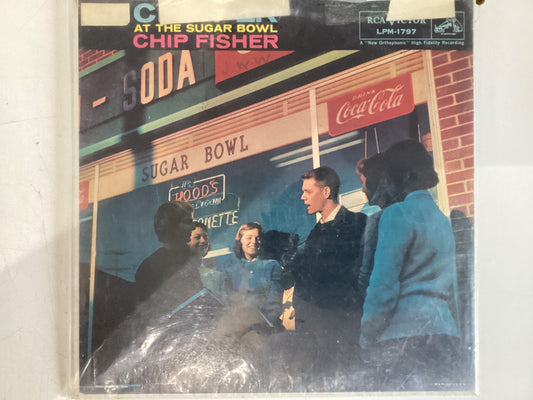 AT THE SUGAR BOWL
CHIP FISHER
RCA VICTOR
LPM-1797
A "New Orthophonic" High Fidelity Recording
- SODA
DRINK
Coca-Cola
SUGAR BOWL
HOOD'S